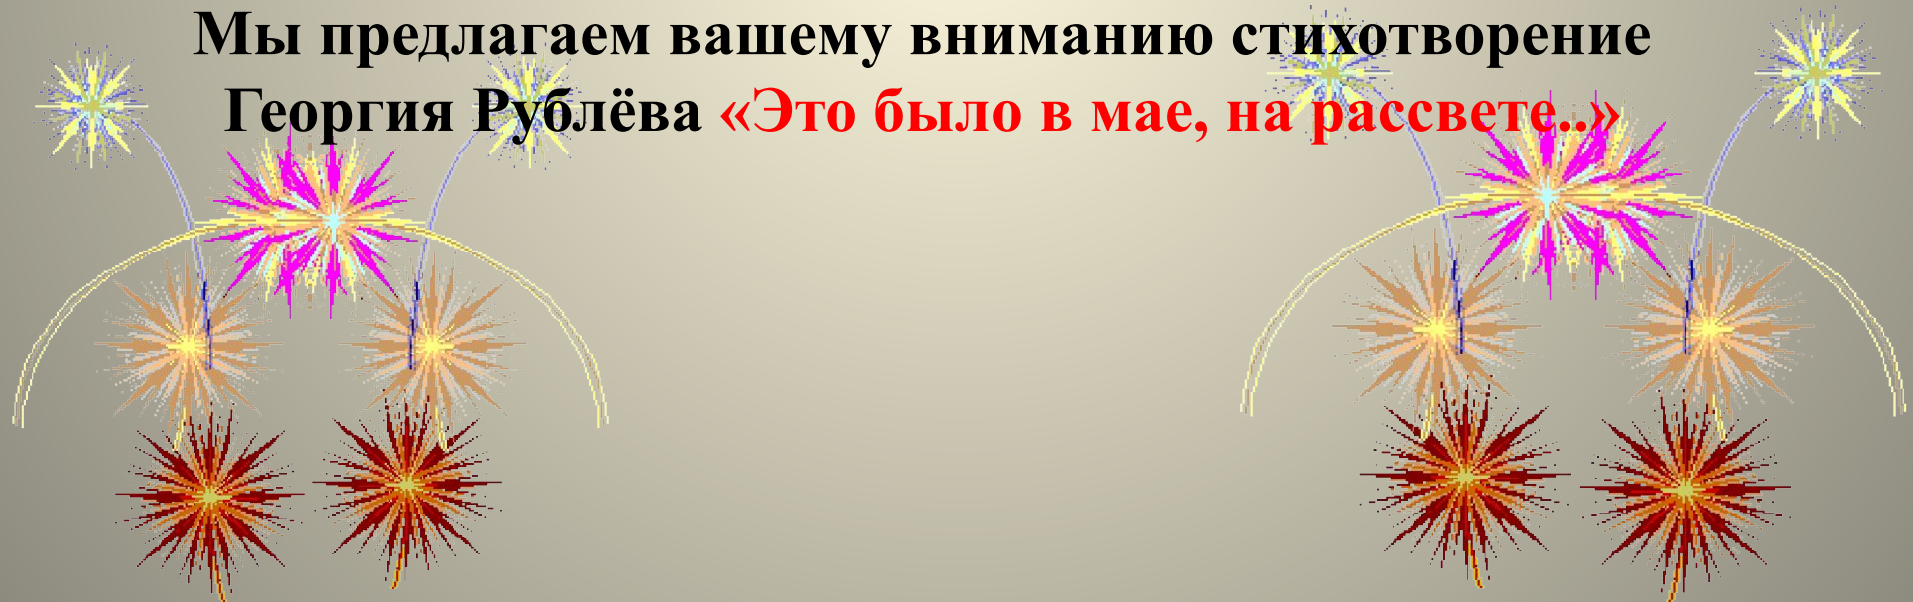 Мы предлагаем вашему вниманию стихотворение
Георгия Рублёва «Это было в мае, на рассвете..»